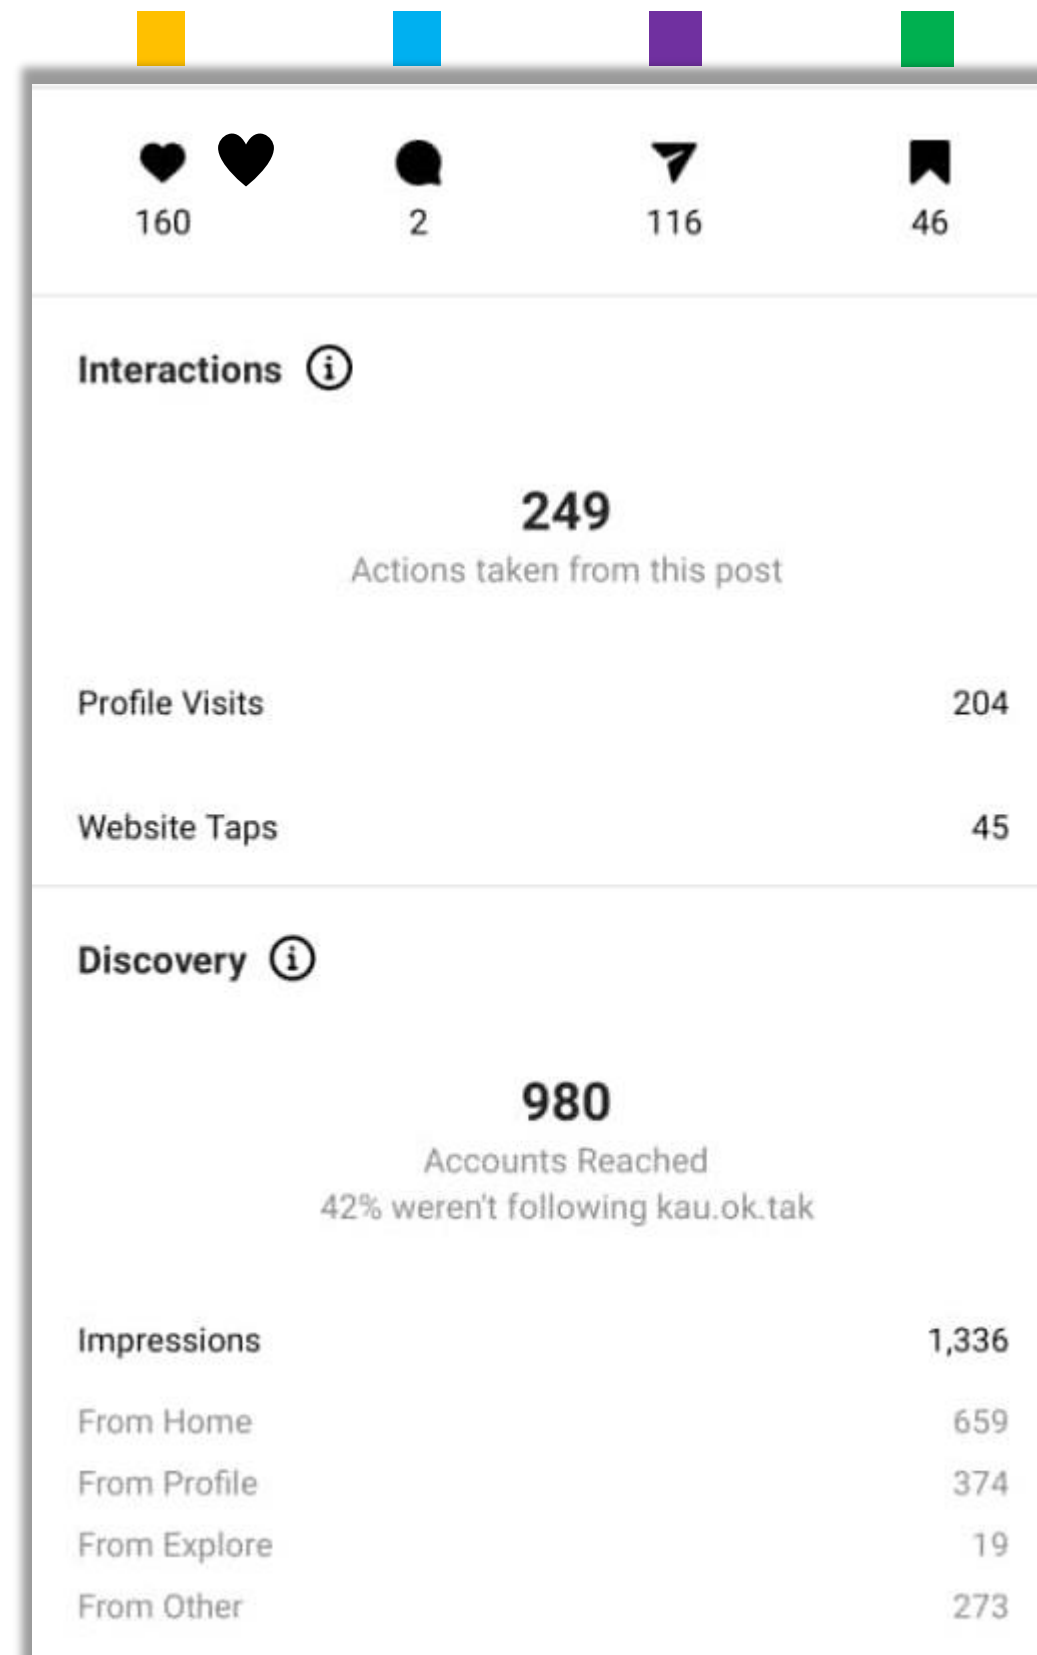 160 2 116 46
Interactions
249
Actions taken from this post
Profile Visits 204
Website Taps 45
Discovery
980
Accounts Reached
42% weren't following kau.ok.tak
Impressions 1,336
From Home 659
From Profile 374
From Explore 19
From Other 273